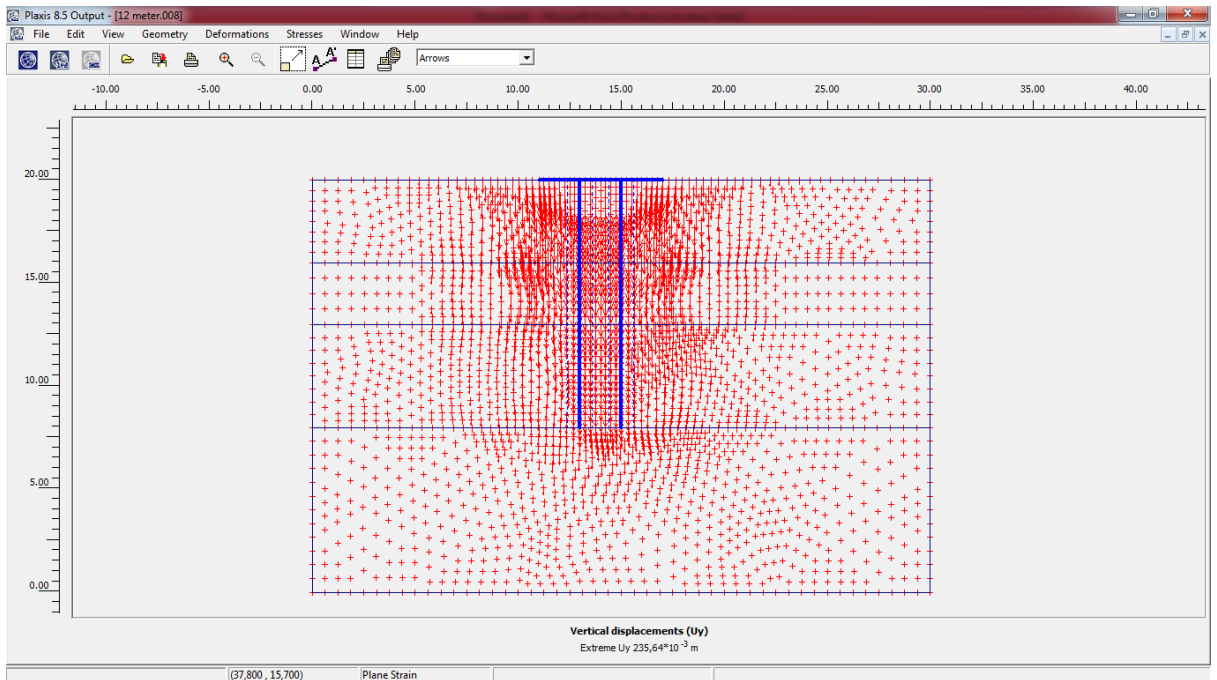 Plaxis 8.5 Output - [12 meter.008]
File Edit View Geometry Deformations Stresses Window Help
A A' Arrows
-10.00 -5.00 0.00 5.00 10.00 15.00 20.00 25.00 30.00 35.00 40.00
20.00
15.00
10.00
5.00
0.00
Vertical displacements (Uy)
Extreme Uy 235,64*10 -3 m
(37,800 , 15,700) Plane Strain